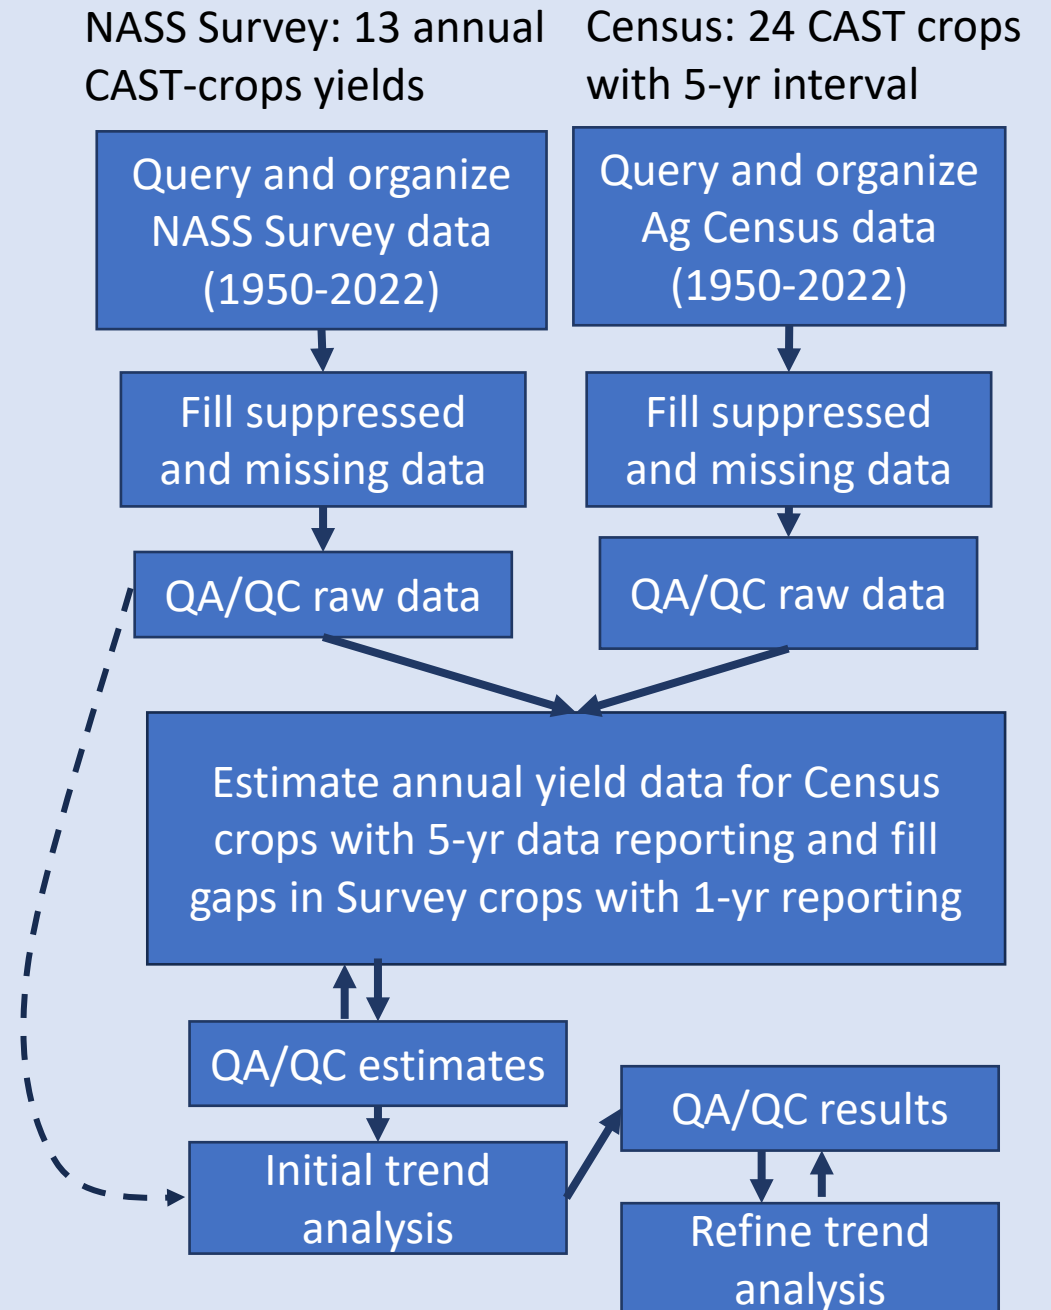 NASS Survey: 13 annual
CAST-crops yields
Census: 24 CAST crops
with 5-yr interval
Query and organize
NASS Survey data
(1950-2022)
Query and organize
Ag Census data
(1950-2022)
Fill suppressed
and missing data
Fill suppressed
and missing data
QA/QC raw data
QA/QC raw data
Estimate annual yield data for Census
crops with 5-yr data reporting and fill
gaps in Survey crops with 1-yr reporting
QA/QC estimates
Initial trend
analysis
QA/QC results
Refine trend
analysis